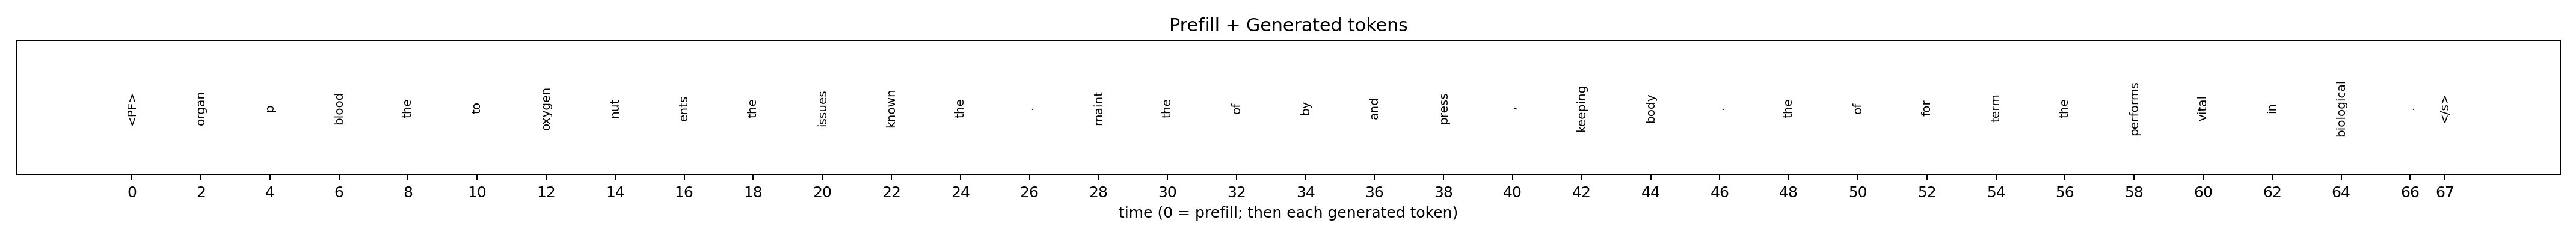 Prefill + Generated tokens
<PF> organ p blood the to oxygen nut ents the issues known the . maint the of by and press , keeping body . the of for term the performs vital in biological . </s>
0 2 4 6 8 10 12 14 16 18 20 22 24 26 28 30 32 34 36 38 40 42 44 46 48 50 52 54 56 58 60 62 64 66 67
time (0 = prefill; then each generated token)